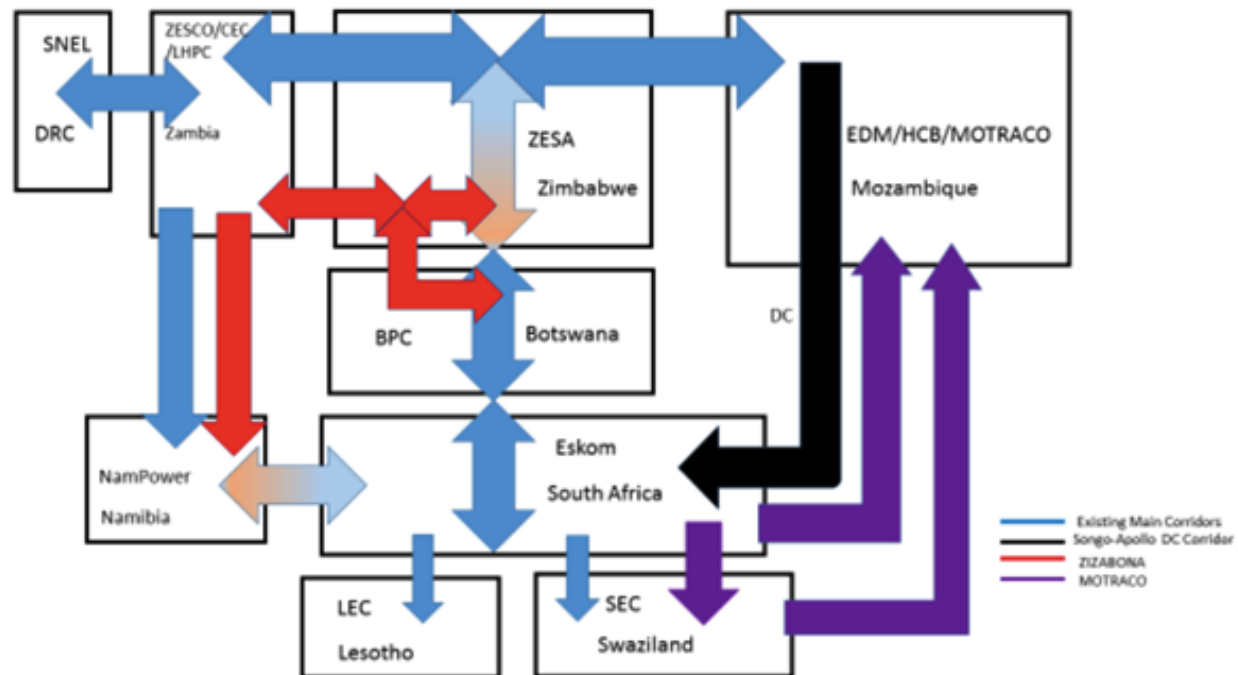 SNEL
DRC
ZESCO/CEC
/LHPC
Zambia
ZESA
Zimbabwe
EDM/HCB/MOTRACO
Mozambique
BPC
Botswana
DC
NamPower
Namibia
Eskom
South Africa
LEC
Lesotho
SEC
Swaziland
Existing Main Corridors
Songo-Apollo DC Corridor
ZIZABONA
MOTRACO